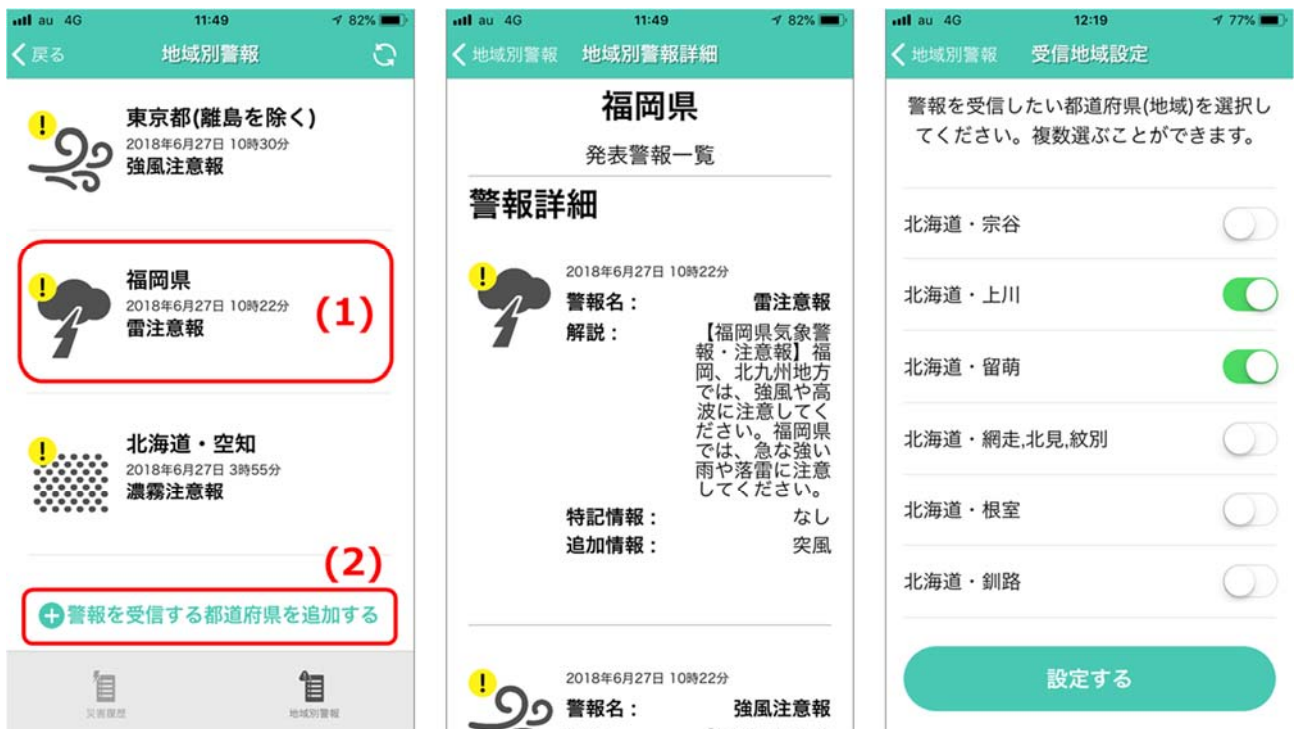 au 4G 11:49 82%
戻る 地域別警報
東京都(離島を除く)
2018年6月27日 10時30分
強風注意報
福岡県
2018年6月27日 10時22分
雷注意報
(1)
北海道・空知
2018年6月27日 3時55分
濃霧注意報
(2)
警報を受信する都道府県を追加する
災害履歴 地域別警報
au 4G 11:49 82%
地域別警報 地域別警報詳細
福岡県
発表警報一覧
警報詳細
2018年6月27日 10時22分
警報名: 雷注意報
解説: 【福岡県気象警
報・注意報】福
岡、北九州地方
では、強風や高
波に注意してく
ださい。福岡県
では、急な強い
雨や落雷に注意
してください。
特記情報: なし
追加情報: 突風
2018年6月27日 10時22分
警報名: 強風注意報
au 4G 12:19 77%
地域別警報 受信地域設定
警報を受信したい都道府県(地域)を選択し
てください。複数選ぶことができます。
北海道・宗谷
北海道・上川
北海道・留萌
北海道・網走,北見,紋別
北海道・根室
北海道・釧路
設定する